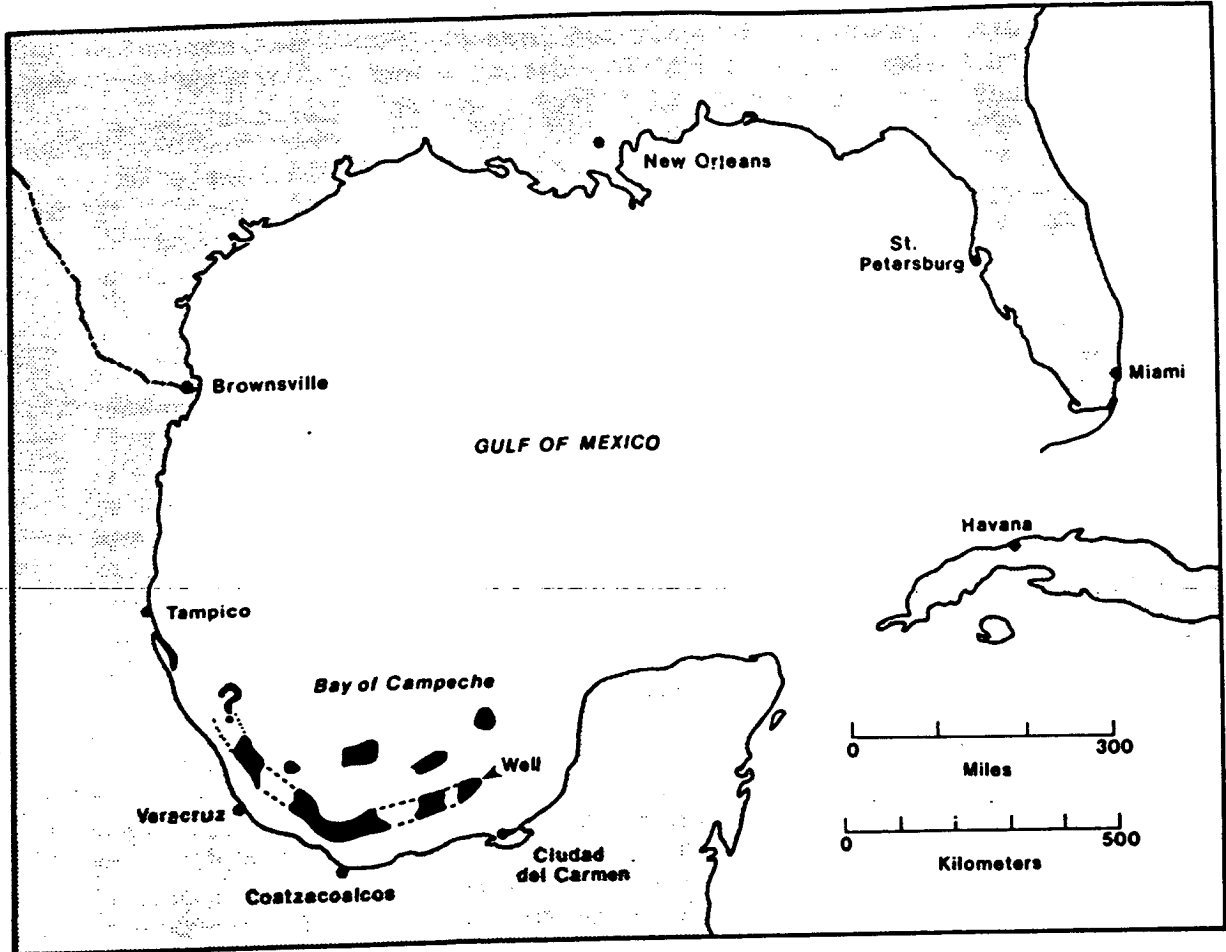 New Orleans
St.
Petersburg
Brownsville
Miami
GULF OF MEXICO
Havana
Tampico
?
Bay of Campeche
Well
0 300
Miles
Veracruz
0 500
Kilometers
Ciudad
del Carmen
Coatzacoalcos